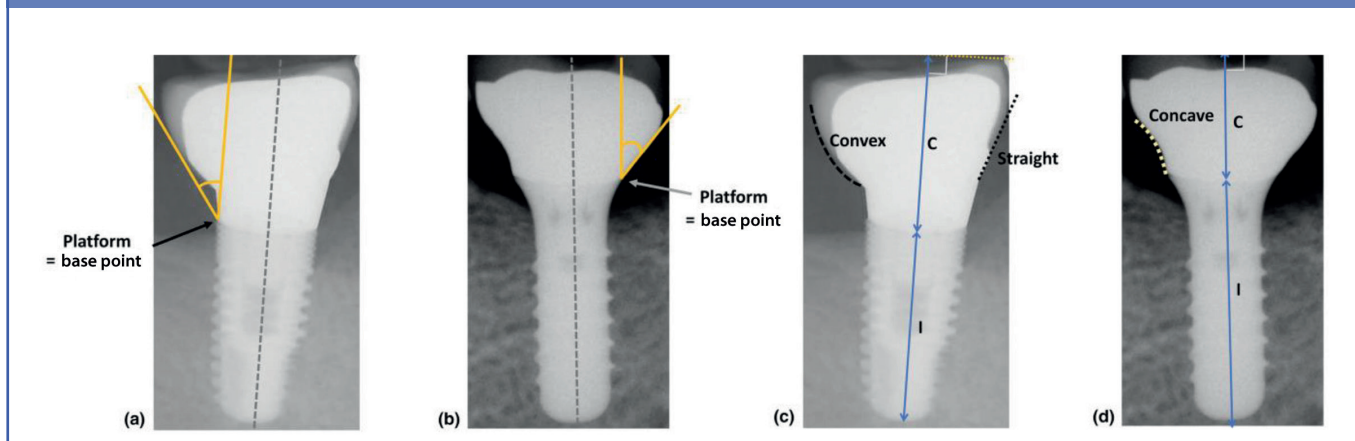 Platform
= base point
(a)
Platform
= base point
(b)
Convex
C
Straight
I
(c)
Concave
C
I
(d)